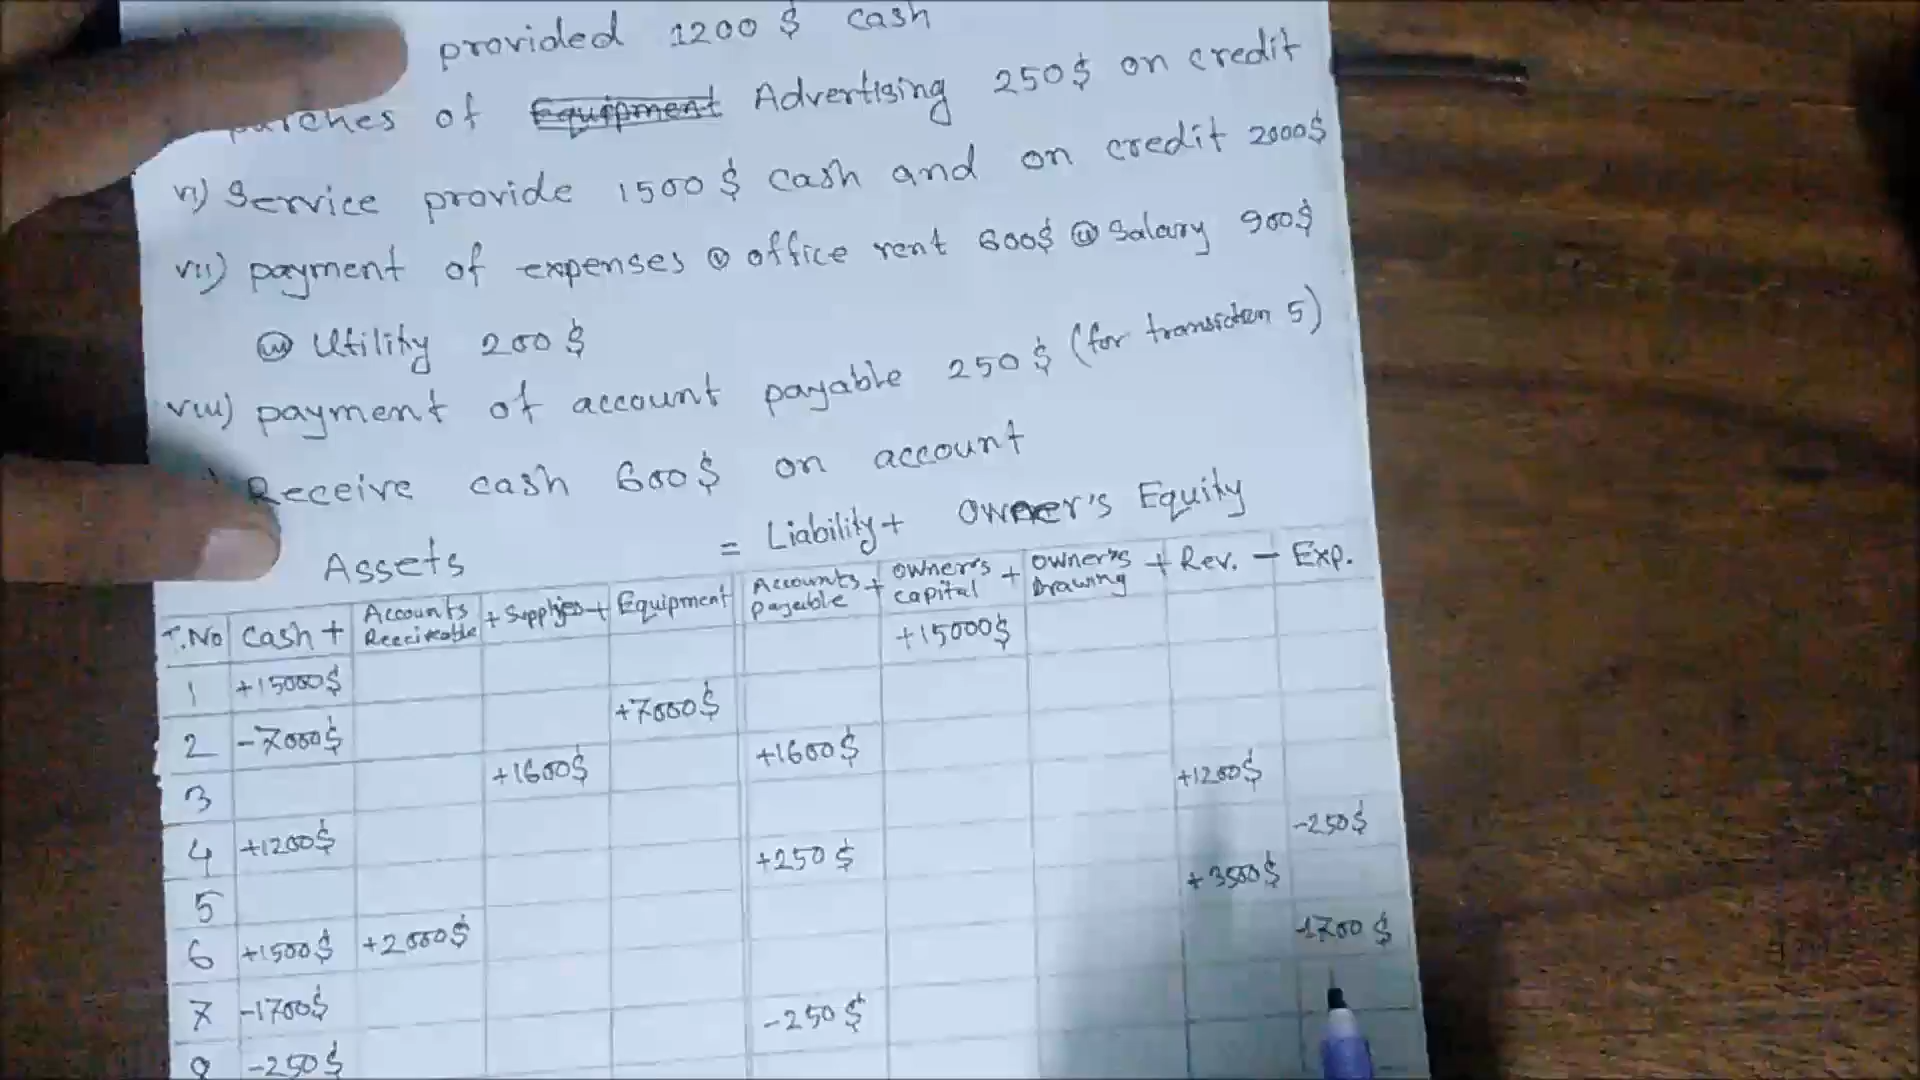 provided 1200 $ cash
of Equipment Advertising 250$ on credit
vi) Service provide 1500 $ cash and on credit 2000$
vii) payment of expenses office rent 600$ Salary 900$
Utility 200 $
viii) payment of account payable 250 $ (for transiction 5)
Receive cash 600 $ on account
Assets = Liability + Owner's Equity
T.No Cash + Accounts Receiveable + Supplies + Equipment Accounts payable + Owner's capital + Owner's Drawing + Rev. - Exp.
1 +15000$ +15000$
2 -7000$ +7000$
3 +1600$ +1600$
4 +1200$ +1200$
5 +250 $ -250$
6 +1500$ +2000$ +3500$
7 -1700$ -1700 $
8 -250$ -250$